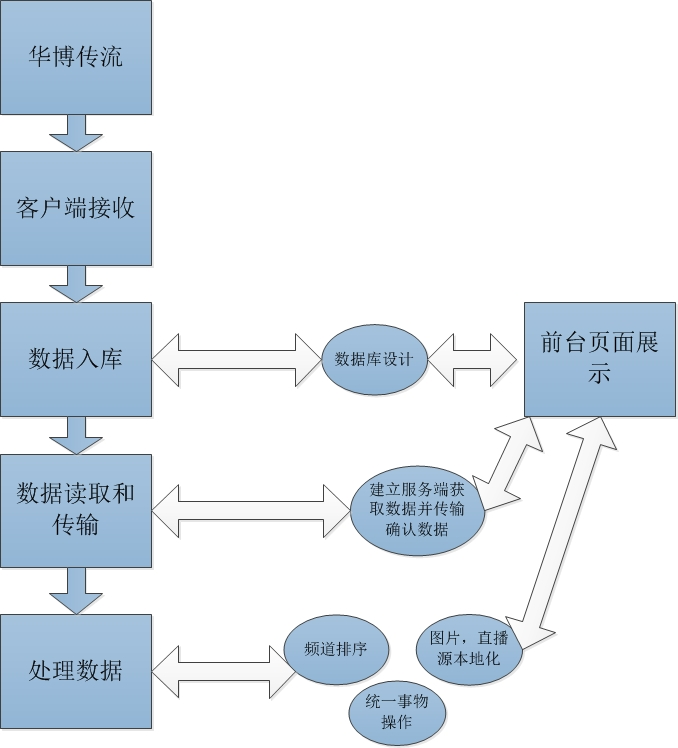 华博传流
客户端接收
数据入库
数据库设计
前台页面展
示
数据读取和
传输
建立服务端获
取数据并传输
确认数据
处理数据
频道排序
图片，直播
源本地化
统一事物
操作